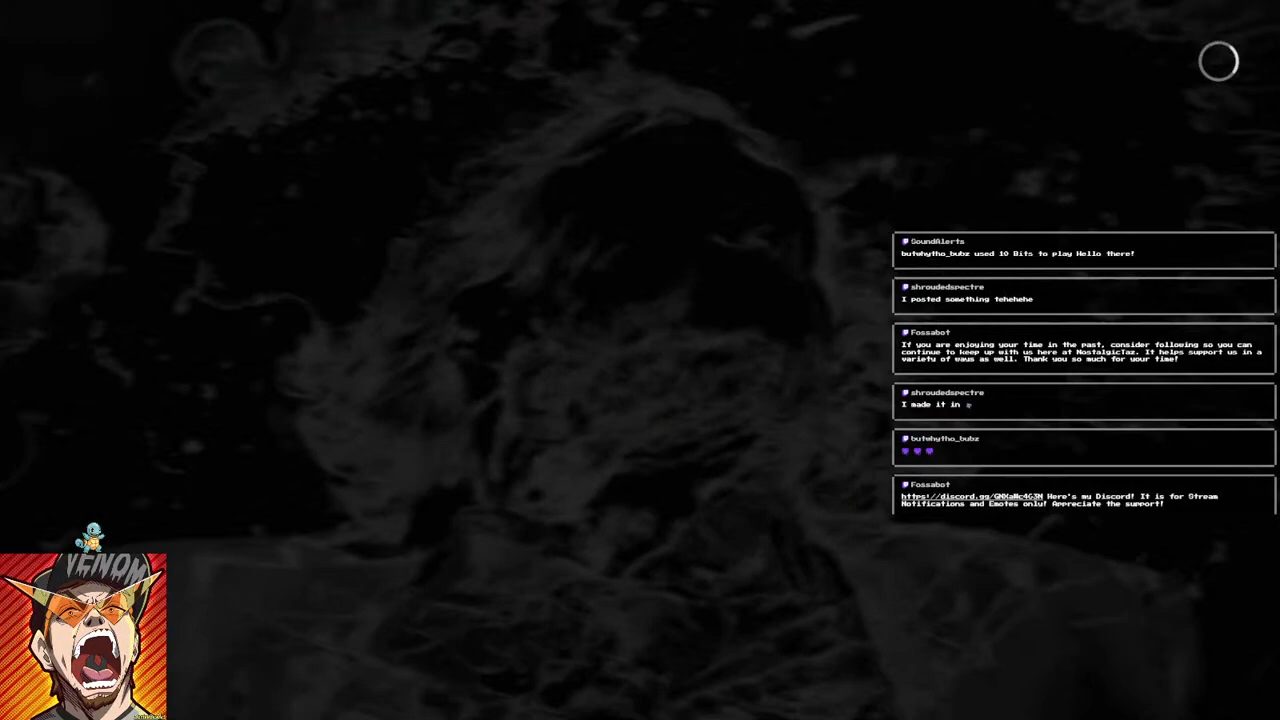 SoundAlerts
butwhytho_bubz used 10 Bits to play Hello there!
shroudedspectre
I posted something tehehehe
Fossabot
If you are enjoying your time in the past, consider following so you can
continue to keep up with us here at NostalgicTaz. It helps support us in a
variety of ways as well. Thank you so much for your time!
shroudedspectre
I made it in
butwhytho_bubz
Fossabot
Here's my Discord! It is for Stream
Notifications and Emotes only! Appreciate the support!
VENOM